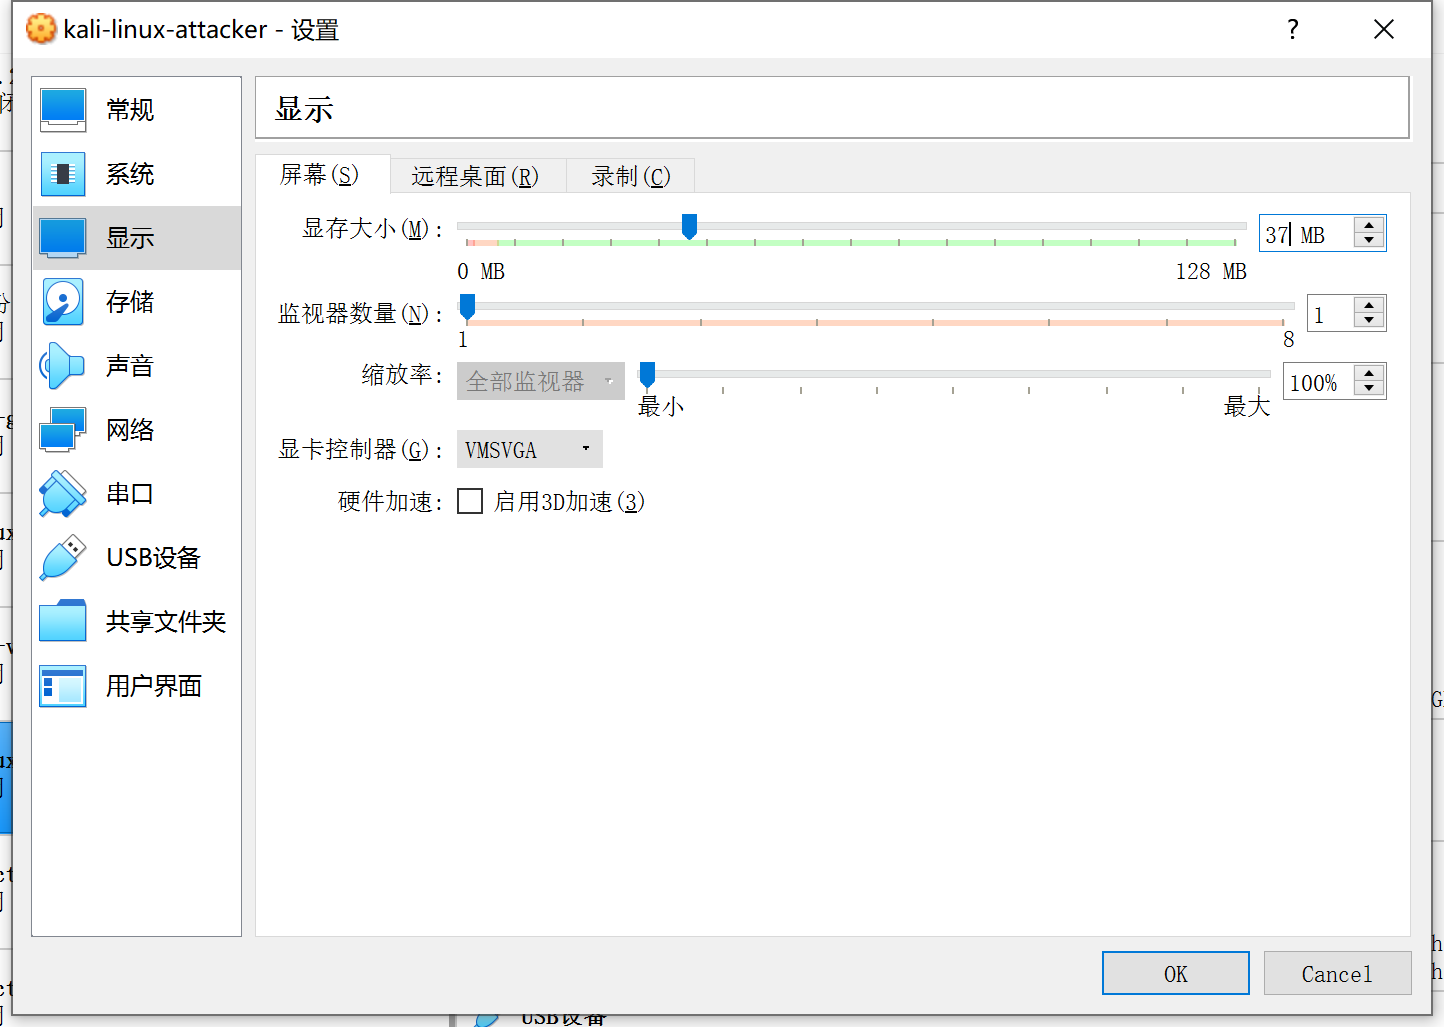 kali-linux-attacker - 设置
?
常规
系统
显示
存储
声音
网络
串口
USB设备
共享文件夹
用户界面
显示
屏幕(S)
远程桌面(R)
录制(C)
显存大小(M):
37 MB
0 MB
128 MB
监视器数量(N):
1
1
8
缩放率:
全部监视器
100%
最小
最大
显卡控制器(G):
VMSVGA
硬件加速:
启用3D加速(3)
OK
Cancel
USB设备